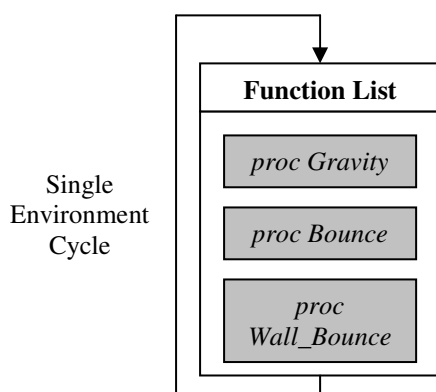 Function List
proc Gravity
Single
Environment
Cycle
proc Bounce
proc
Wall_Bounce